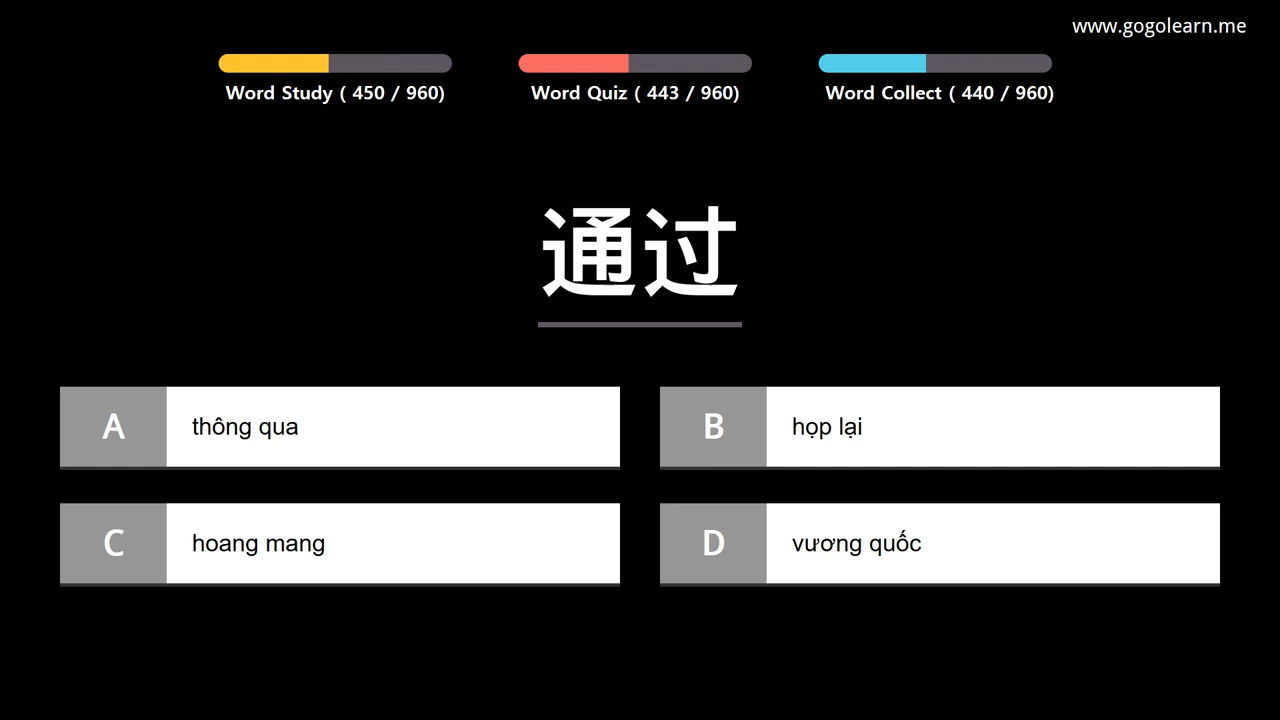 www.gogolearn.me
Word Study ( 450 / 960)
Word Quiz ( 443 / 960)
Word Collect ( 440 / 960)
通过
A thông qua
B họp lại
C hoang mang
D vương quốc